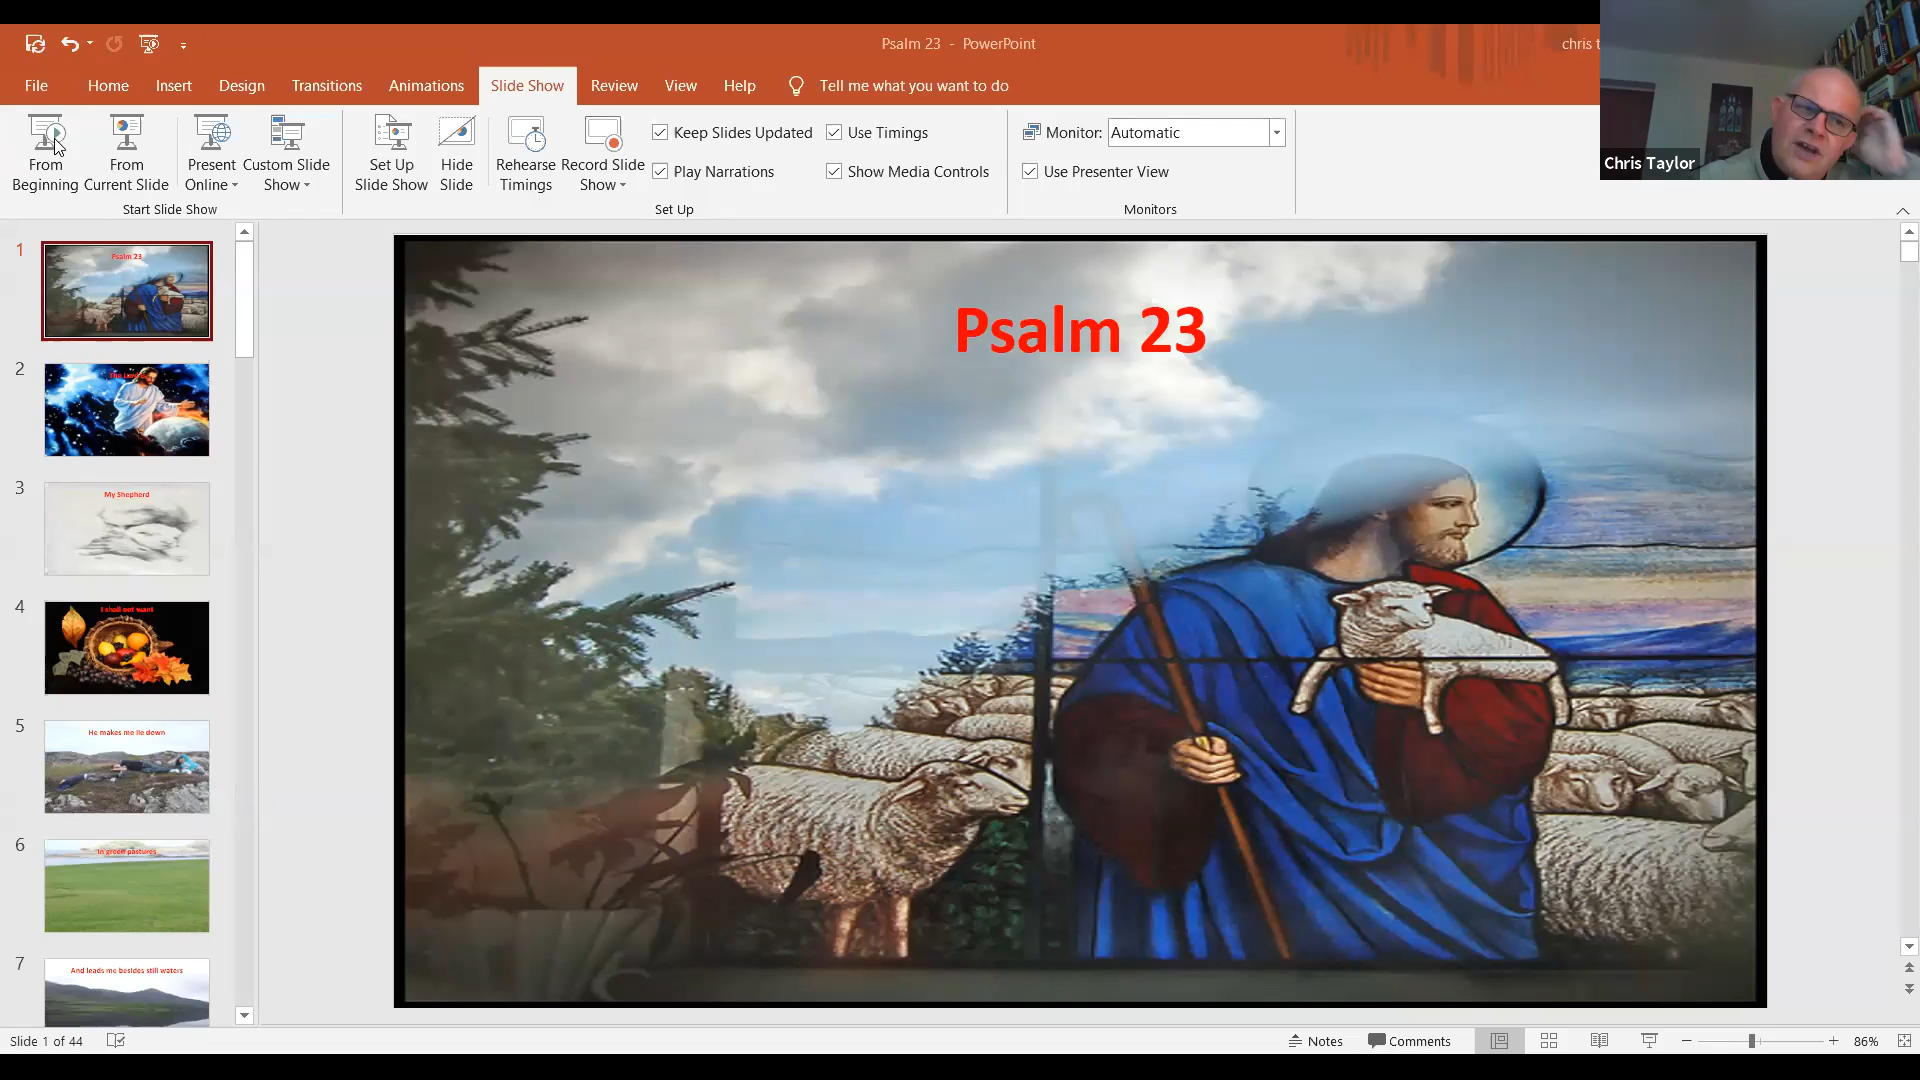 Psalm 23 - PowerPoint
chris t
File Home Insert Design Transitions Animations Slide Show Review View Help Tell me what you want to do
From Beginning
From Current Slide
Present Online
Custom Slide Show
Start Slide Show
Set Up Slide Show
Hide Slide
Rehearse Timings
Record Slide Show
Keep Slides Updated
Use Timings
Play Narrations
Show Media Controls
Set Up
Monitor: Automatic
Use Presenter View
Monitors
Chris Taylor
1
Psalm 23
2
The Lord
3
My Shepherd
4
I shall not want
5
He makes me lie down
6
In green pastures
7
And leads me besides still waters
Psalm 23
Slide 1 of 44
Notes
Comments
86%